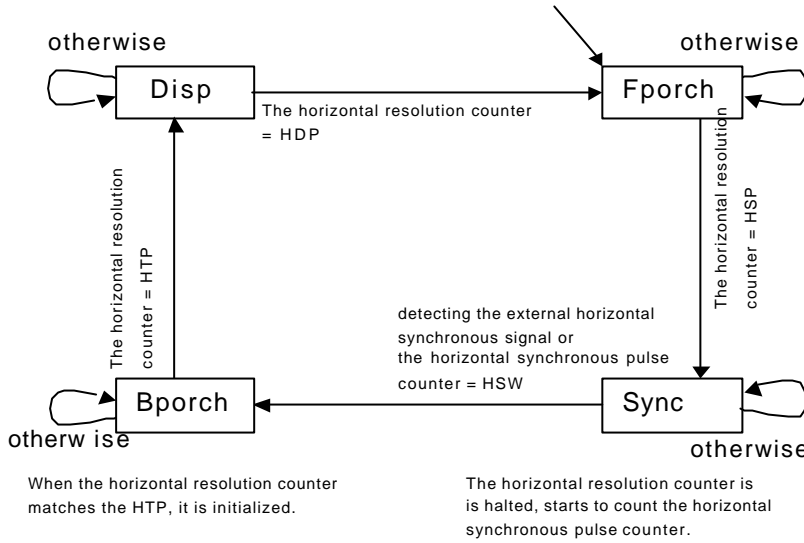 otherwise
otherwise
Disp
Fporch
The horizontal resolution counter
= HDP
The horizontal resolution
counter = HTP
The horizontal resolution
counter = HSP
detecting the external horizontal
synchronous signal or
the horizontal synchronous pulse
counter = HSW
Bporch
Sync
otherw ise
otherwise
When the horizontal resolution counter
matches the HTP, it is initialized.
The horizontal resolution counter is
is halted, starts to count the horizontal
synchronous pulse counter.